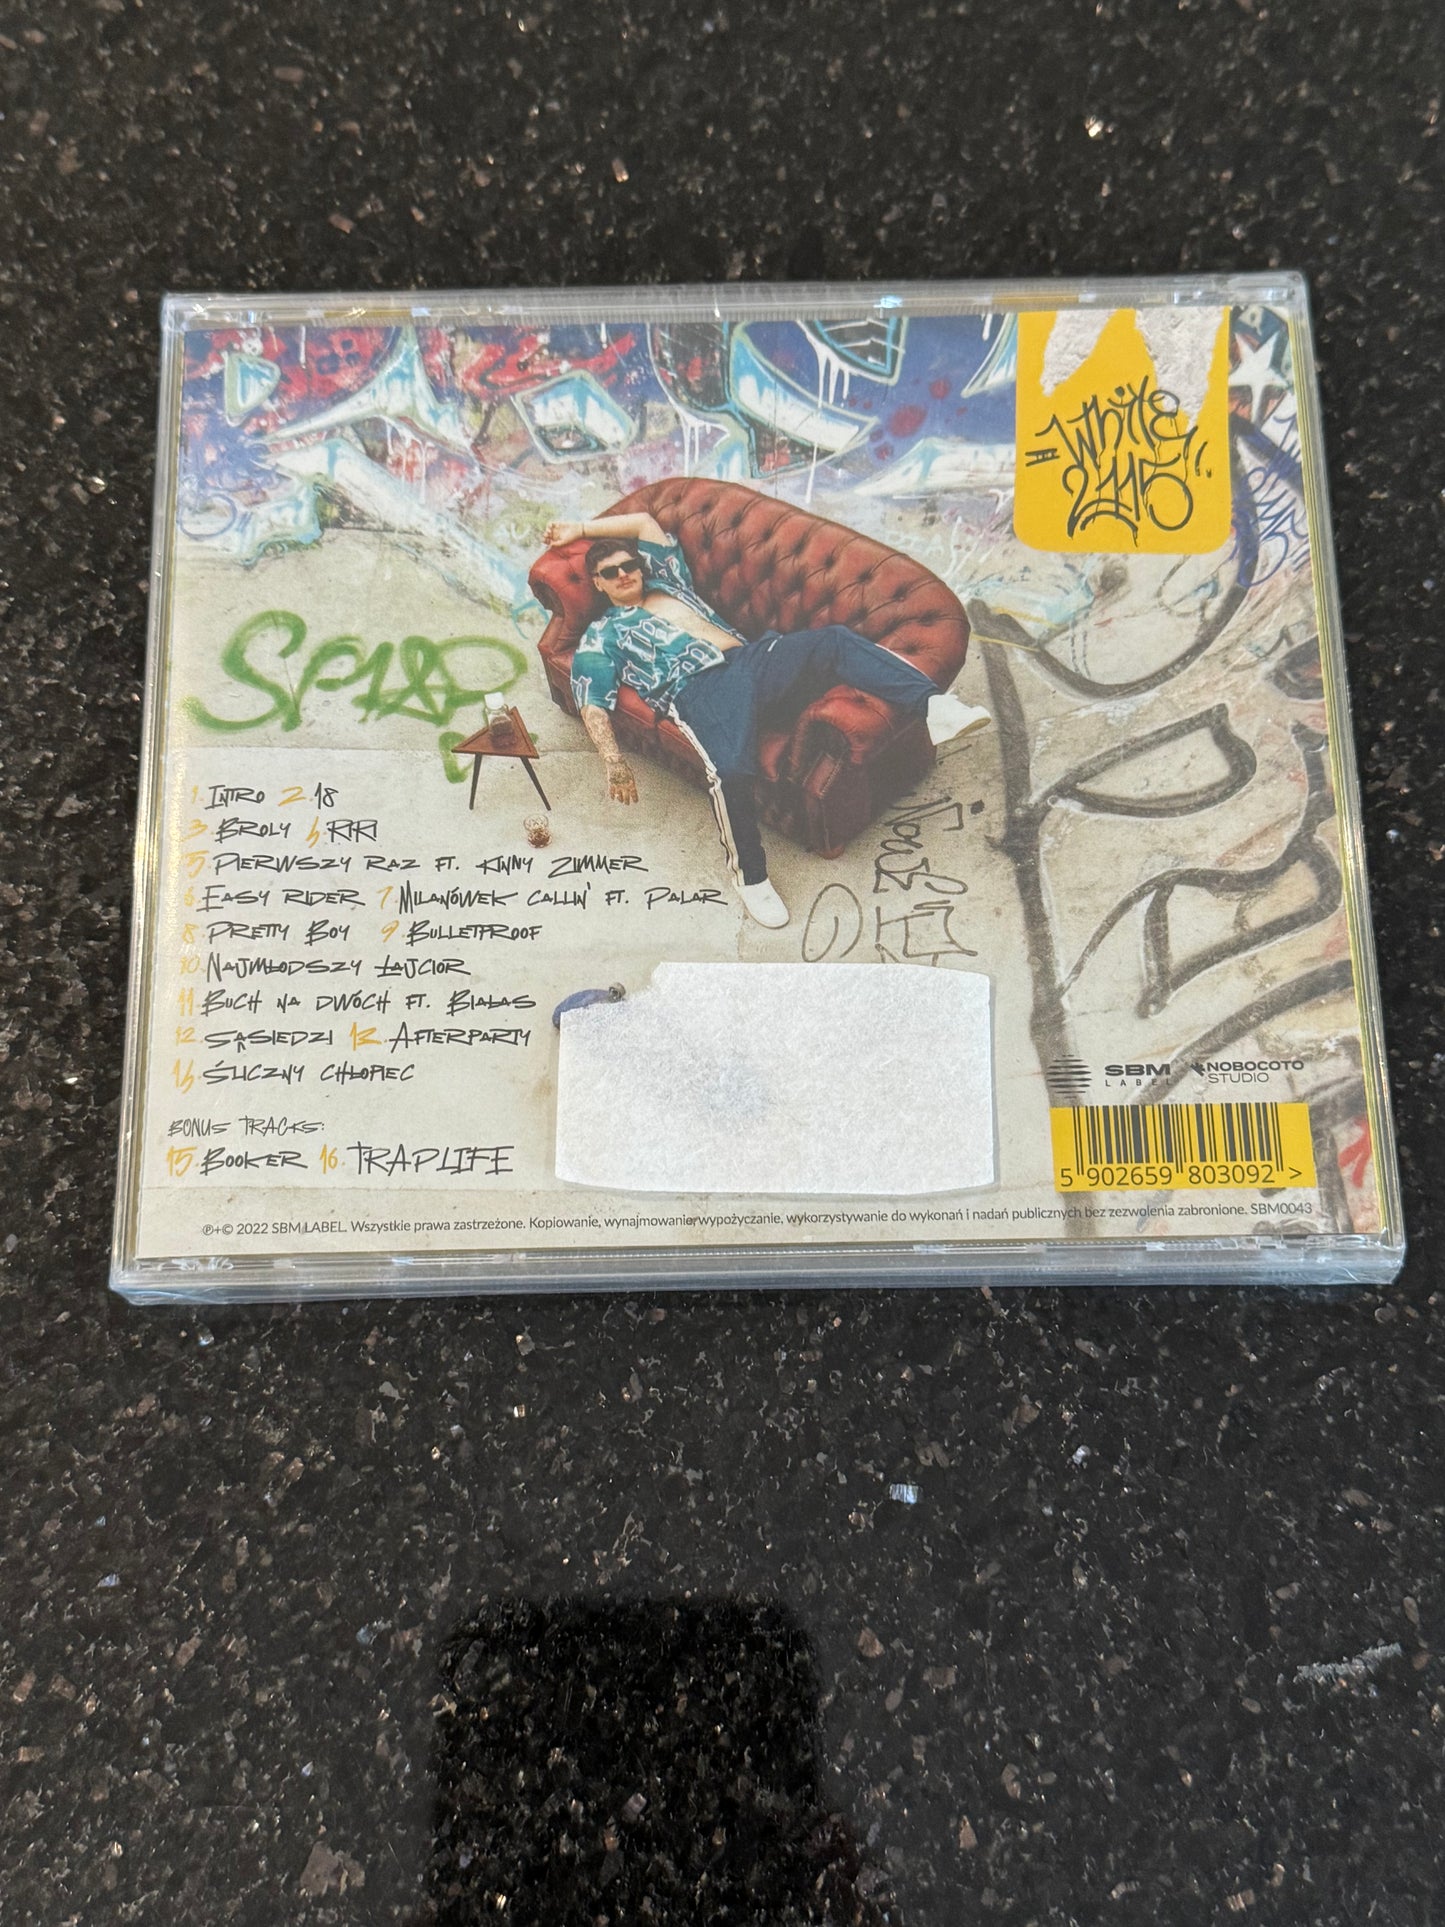 "White
2115"
1. Intro 2. 18
3. Broly 4. RiRi
5. Pierwszy raz ft. Kinny Zimmer
6. Easy Rider 7. Milanówek Callin' ft. Palar
8. Pretty Boy 9. Bulletproof
10. Najmłodszy Łajcior
11. Buch na dwóch ft. Białas
12. Sąsiedzi 13. Afterparty
14. Śliczny chłopiec
Bonus tracks:
15. Booker 16. Traplife
SBM
LABEL
NOBOCOTO
STUDIO
5 902659 803092 >
℗+© 2022 SBM LABEL. Wszystkie prawa zastrzeżone. Kopiowanie, wynajmowanie, wypożyczanie, wykorzystywanie do wykonań i nadań publicznych bez zezwolenia zabronione. SBM0043